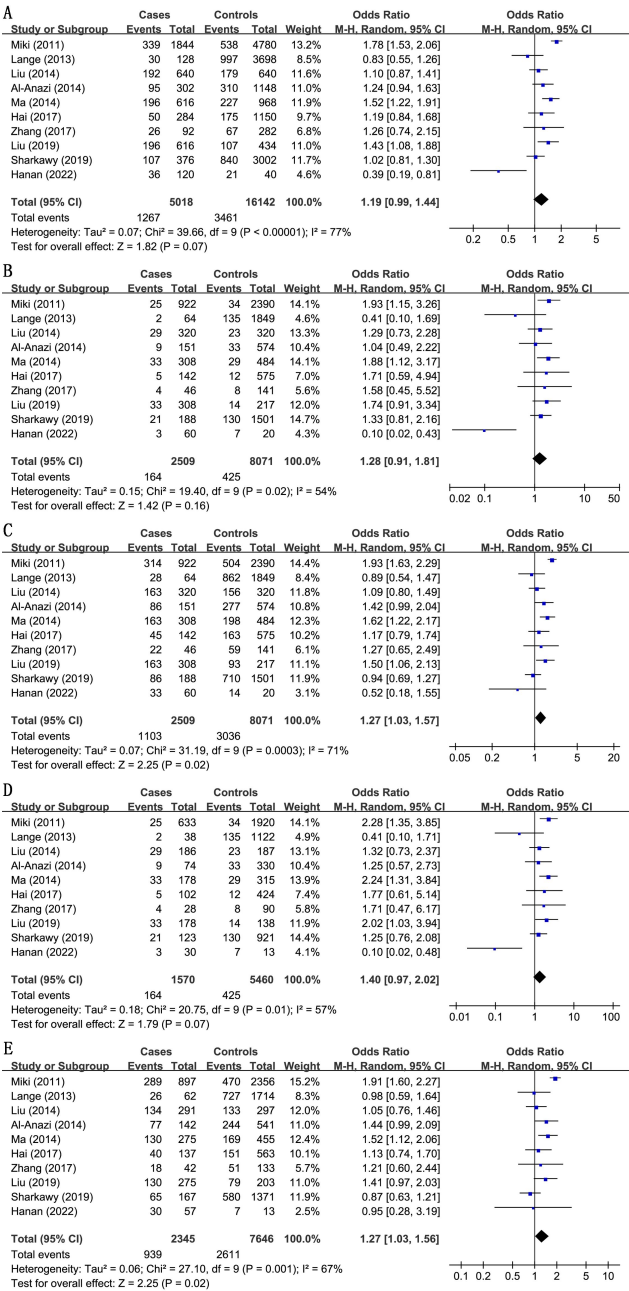 A
Cases Controls Odds Ratio Odds Ratio
Study or Subgroup Events Total Events Total Weight M-H, Random, 95% CI M-H, Random, 95% CI
Miki (2011) 339 1844 538 4780 13.2% 1.78 [1.53, 2.06]
Lange (2013) 30 128 997 3698 8.5% 0.83 [0.55, 1.26]
Liu (2014) 192 640 179 640 11.6% 1.10 [0.87, 1.41]
Al-Anazi (2014) 95 302 310 1148 10.8% 1.24 [0.94, 1.63]
Ma (2014) 196 616 227 968 11.9% 1.52 [1.22, 1.91]
Hai (2017) 50 284 175 1150 9.7% 1.19 [0.84, 1.68]
Zhang (2017) 26 92 67 282 6.9% 1.26 [0.74, 2.15]
Liu (2019) 196 616 107 434 11.0% 1.43 [1.08, 1.88]
Sharkawy (2019) 107 376 840 3002 11.7% 1.02 [0.81, 1.30]
Hanan (2022) 36 120 21 40 4.6% 0.39 [0.19, 0.81]
Total (95% CI) 5018 16142 100.0% 1.19 [0.99, 1.44]
Total events 1267 3461
Heterogeneity: Tau² = 0.07; Chi² = 39.66, df = 9 (P < 0.00001); I² = 77%
Test for overall effect: Z = 1.82 (P = 0.07)
0.2 0.5 1 2 5
B
Cases Controls Odds Ratio Odds Ratio
Study or Subgroup Events Total Events Total Weight M-H, Random, 95% CI M-H, Random, 95% CI
Miki (2011) 25 922 34 2390 14.1% 1.93 [1.15, 3.26]
Lange (2013) 2 64 135 1849 4.6% 0.41 [0.10, 1.69]
Liu (2014) 29 320 23 320 13.1% 1.29 [0.73, 2.28]
Al-Anazi (2014) 9 151 33 574 10.1% 1.04 [0.49, 2.22]
Ma (2014) 33 308 29 484 14.4% 1.88 [1.12, 3.17]
Hai (2017) 5 142 12 575 7.0% 1.71 [0.59, 4.94]
Zhang (2017) 4 46 8 141 5.6% 1.58 [0.45, 5.52]
Liu (2019) 33 308 14 217 12.0% 1.74 [0.91, 3.34]
Sharkawy (2019) 21 188 130 1501 14.7% 1.33 [0.81, 2.16]
Hanan (2022) 3 60 7 20 4.3% 0.10 [0.02, 0.43]
Total (95% CI) 2509 8071 100.0% 1.28 [0.91, 1.81]
Total events 164 425
Heterogeneity: Tau² = 0.15; Chi² = 19.40, df = 9 (P = 0.02); I² = 54%
Test for overall effect: Z = 1.42 (P = 0.16)
0.02 0.1 1 10 50
C
Cases Controls Odds Ratio Odds Ratio
Study or Subgroup Events Total Events Total Weight M-H, Random, 95% CI M-H, Random, 95% CI
Miki (2011) 314 922 504 2390 14.4% 1.93 [1.63, 2.29]
Lange (2013) 28 64 862 1849 8.4% 0.89 [0.54, 1.47]
Liu (2014) 163 320 156 320 12.0% 1.09 [0.80, 1.49]
Al-Anazi (2014) 86 151 277 574 11.0% 1.42 [0.99, 2.04]
Ma (2014) 163 308 198 484 12.5% 1.62 [1.22, 2.17]
Hai (2017) 45 142 163 575 10.6% 1.17 [0.79, 1.74]
Zhang (2017) 22 46 59 141 6.2% 1.27 [0.65, 2.49]
Liu (2019) 163 308 93 217 11.3% 1.50 [1.06, 2.13]
Sharkawy (2019) 86 188 710 1501 11.9% 0.94 [0.69, 1.27]
Hanan (2022) 33 60 14 20 3.1% 0.52 [0.18, 1.55]
Total (95% CI) 2509 8071 100.0% 1.27 [1.03, 1.57]
Total events 1103 3036
Heterogeneity: Tau² = 0.07; Chi² = 31.19, df = 9 (P = 0.0003); I² = 71%
Test for overall effect: Z = 2.25 (P = 0.02)
0.05 0.2 1 5 20
D
Cases Controls Odds Ratio Odds Ratio
Study or Subgroup Events Total Events Total Weight M-H, Random, 95% CI M-H, Random, 95% CI
Miki (2011) 25 633 34 1920 14.1% 2.28 [1.35, 3.85]
Lange (2013) 2 38 135 1122 4.9% 0.41 [0.10, 1.71]
Liu (2014) 29 186 23 187 13.0% 1.32 [0.73, 2.37]
Al-Anazi (2014) 9 74 33 330 10.0% 1.25 [0.57, 2.73]
Ma (2014) 33 178 29 315 14.0% 2.24 [1.31, 3.84]
Hai (2017) 5 102 12 424 7.4% 1.77 [0.61, 5.14]
Zhang (2017) 4 28 8 90 5.9% 1.71 [0.47, 6.17]
Liu (2019) 33 178 14 138 11.9% 2.02 [1.03, 3.94]
Sharkawy (2019) 21 123 130 921 14.4% 1.25 [0.76, 2.08]
Hanan (2022) 3 30 7 13 4.1% 0.10 [0.02, 0.48]
Total (95% CI) 1570 5460 100.0% 1.40 [0.97, 2.02]
Total events 164 425
Heterogeneity: Tau² = 0.18; Chi² = 20.75, df = 9 (P = 0.01); I² = 57%
Test for overall effect: Z = 1.79 (P = 0.07)
0.01 0.1 1 10 100
E
Cases Controls Odds Ratio Odds Ratio
Study or Subgroup Events Total Events Total Weight M-H, Random, 95% CI M-H, Random, 95% CI
Miki (2011) 289 897 470 2356 15.2% 1.91 [1.60, 2.27]
Lange (2013) 26 62 727 1714 8.3% 0.98 [0.59, 1.64]
Liu (2014) 134 291 133 297 12.0% 1.05 [0.76, 1.46]
Al-Anazi (2014) 77 142 244 541 11.2% 1.44 [0.99, 2.09]
Ma (2014) 130 275 169 455 12.4% 1.52 [1.12, 2.06]
Hai (2017) 40 137 151 563 10.3% 1.13 [0.74, 1.70]
Zhang (2017) 18 42 51 133 5.5% 1.21 [0.60, 2.44]
Liu (2019) 130 275 79 203 11.2% 1.41 [0.97, 2.03]
Sharkawy (2019) 65 167 580 1371 11.9% 0.87 [0.63, 1.21]
Hanan (2022) 30 57 7 13 2.5% 0.95 [0.28, 3.19]
Total (95% CI) 2345 7646 100.0% 1.27 [1.03, 1.56]
Total events 939 2611
Heterogeneity: Tau² = 0.06; Chi² = 27.10, df = 9 (P = 0.001); I² = 67%
Test for overall effect: Z = 2.25 (P = 0.02)
0.1 0.2 0.5 1 2 5 10